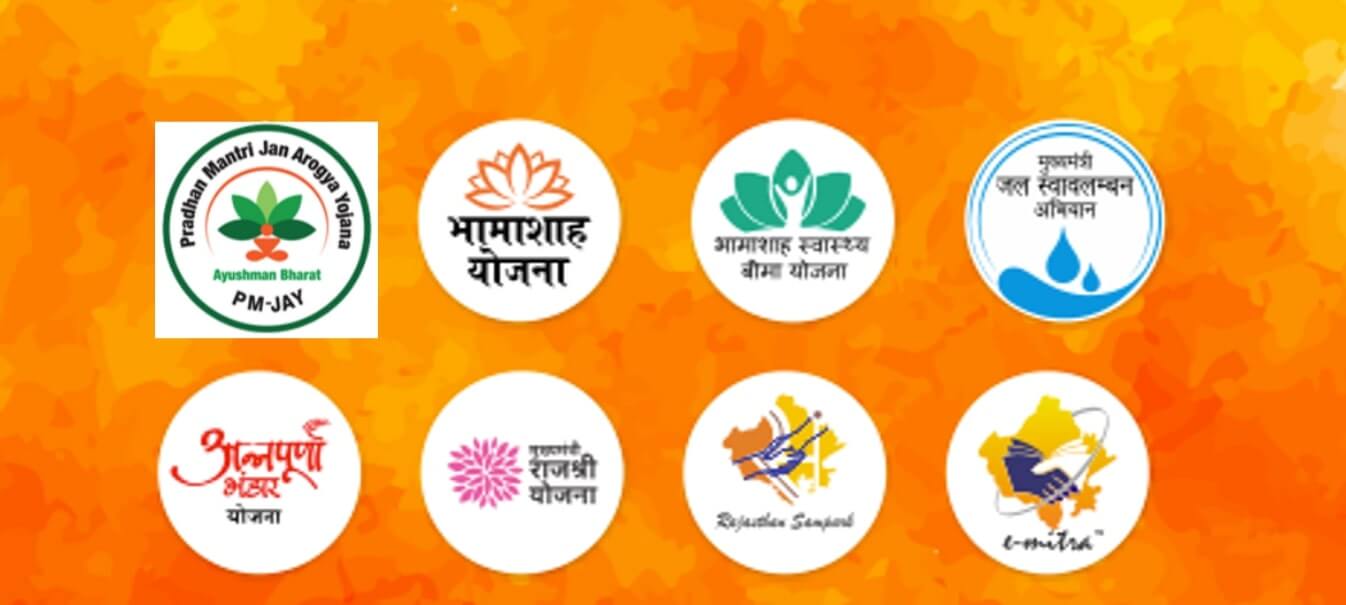 Pradhan Mantri Jan Arogya Yojana
Ayushman Bharat
PM-JAY
भामाशाह
योजना
भामाशाह स्वास्थ्य
बीमा योजना
मुख्यमंत्री
जल स्वावलम्बन
अभियान
अन्नपूर्णा
भंडार
योजना
मुख्यमंत्री
राजश्री
योजना
Rajasthan Sampark
e-mitra™